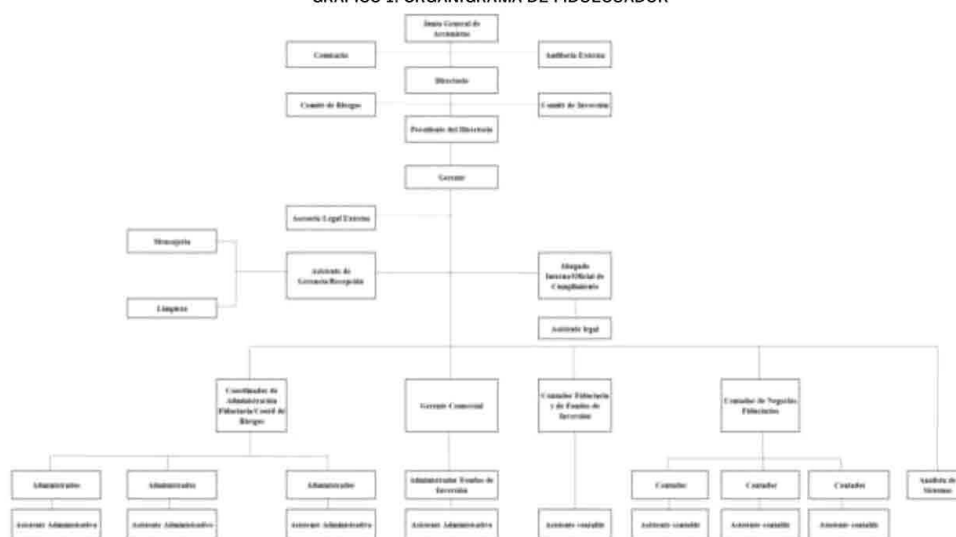 GRÁFICO 1. ORGANIGRAMA DE FIDUECUADOR
Junta General de
Accionistas
Comisario
Auditoría Externa
Directorio
Comité de Riesgos
Comité de Inversión
Presidente del Directorio
Gerente
Asesoría Legal Externa
Mensajería
Asistente de
Gerencia/Recepción
Abogado
Interno/Oficial de
Cumplimiento
Limpieza
Asistente legal
Coordinador de
Administración
Fiduciaria/Coord de
Riesgos
Gerente Comercial
Contador Fiduciaria
y de Fondos de
Inversión
Contador de Negocios
Fiduciarios
Administrador
Administrador
Administrador
Administrador Fondos de
Inversión
Contador
Contador
Contador
Analista de
Sistemas
Asistente Administrativo
Asistente Administrativo
Asistente Administrativo
Asistente Administrativo
Asistente contable
Asistente contable
Asistente contable
Asistente contable